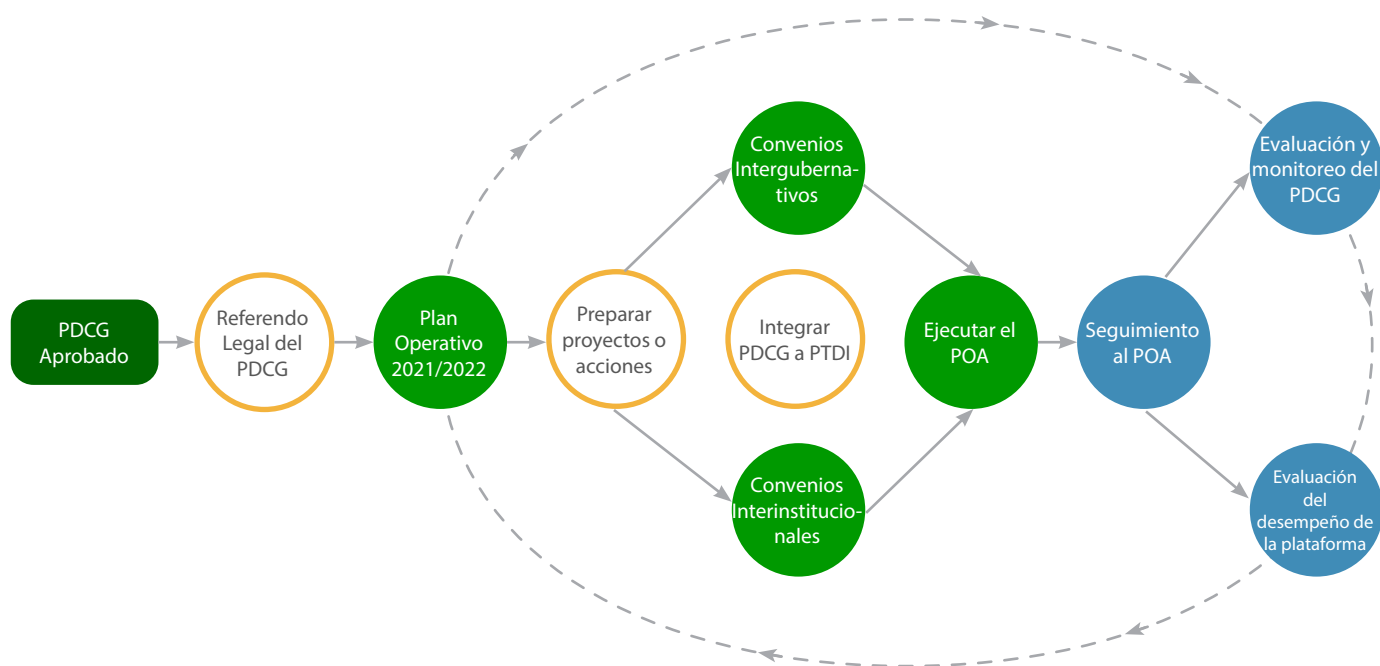 PDCG
Aprobado
Referendo
Legal del
PDCG
Plan
Operativo
2021/2022
Preparar
proyectos o
acciones
Convenios
Intergubernа-
tivos
Integrar
PDCG a PTDI
Convenios
Interinstitucio-
nales
Ejecutar el
POA
Seguimiento
al POA
Evaluación y
monitoreo del
PDCG
Evaluación
del
desempeño de
la plataforma